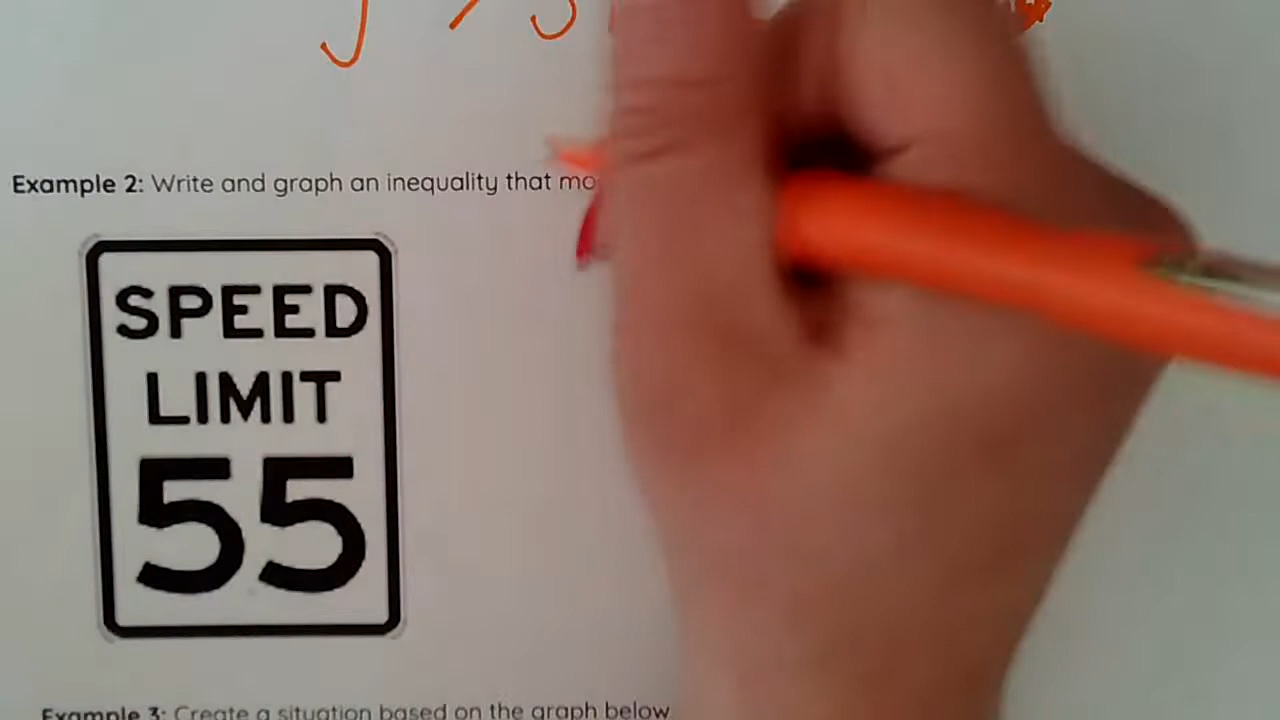 Example 2: Write and graph an inequality that mo
SPEED
LIMIT
55
Example 3: Create a situation based on the graph below